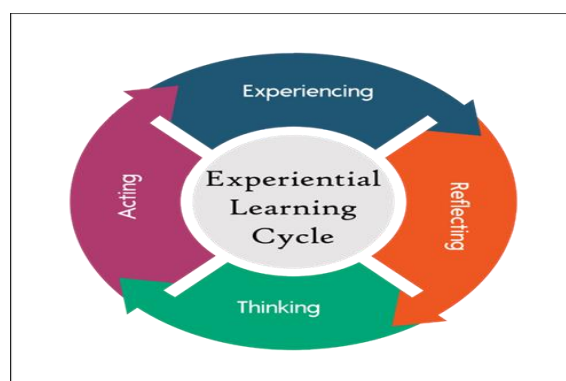 Experiencing
Experiential
Learning
Cycle
Reflecting
Thinking
Acting